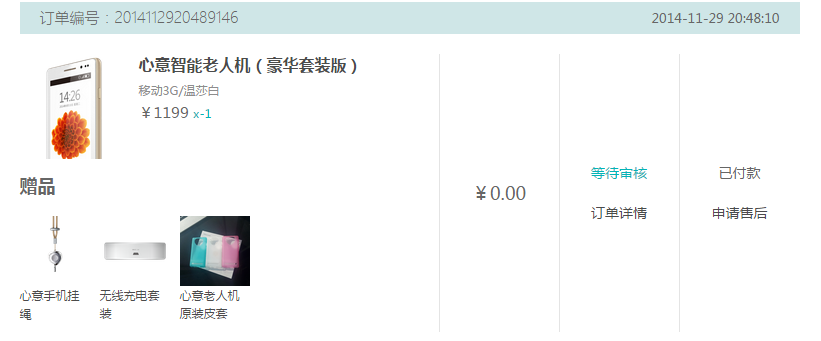 订单编号：2014112920489146
2014-11-29 20:48:10
心意智能老人机（豪华套装版）
移动3G/温莎白
￥1199 x-1
14:26
赠品
心意手机挂
绳
无线充电套
装
心意老人机
原装皮套
￥0.00
等待审核
订单详情
已付款
申请售后